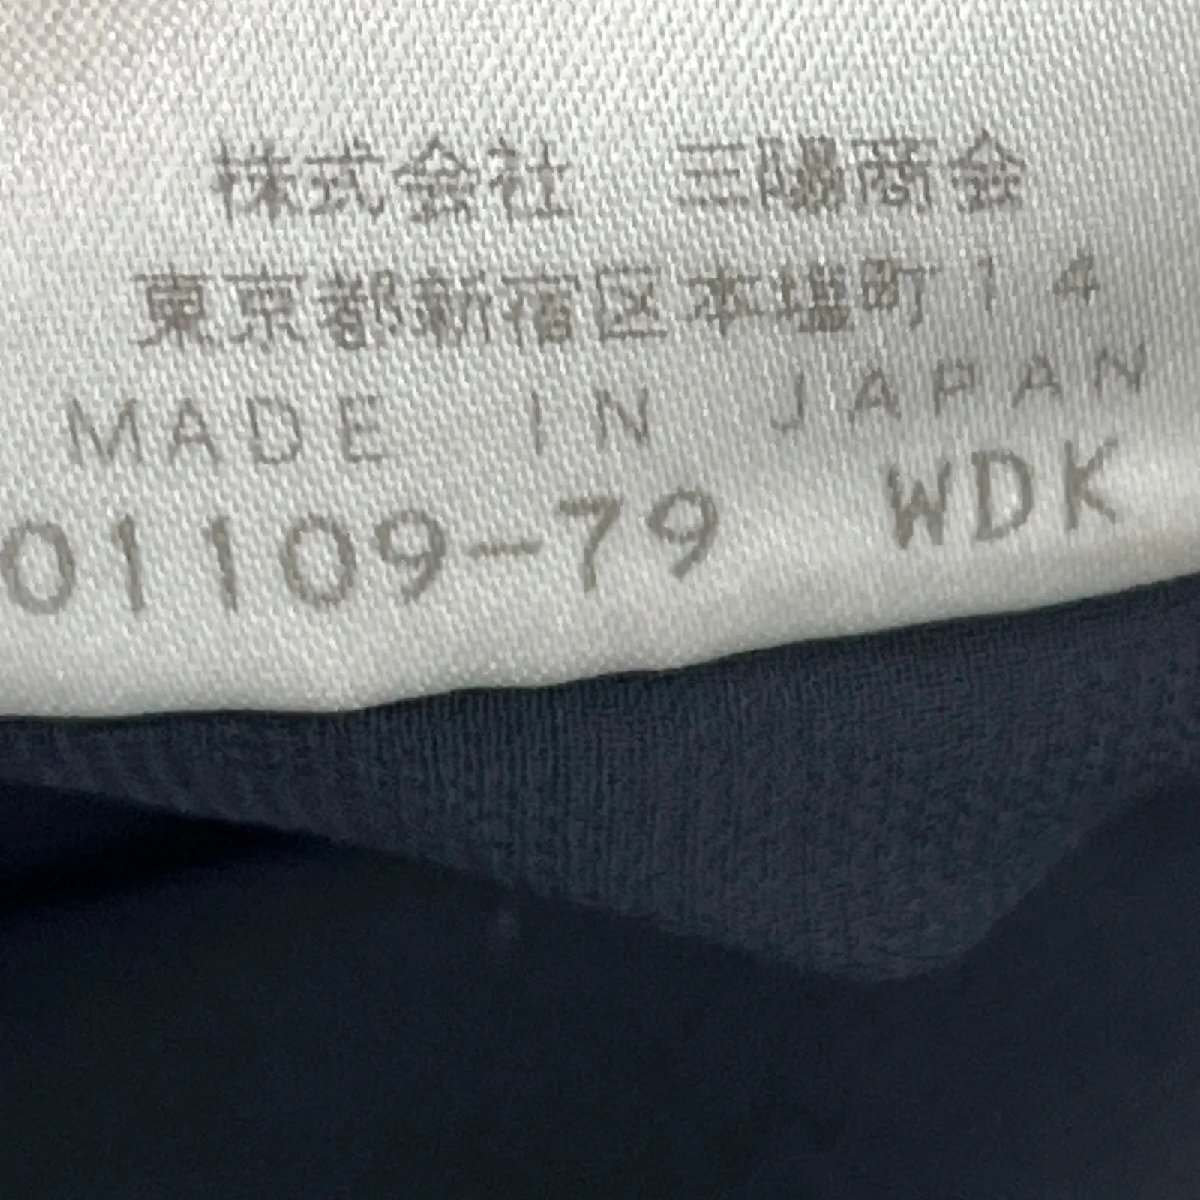 株式会社 三陽商会
東京都新宿区本塩町14
MADE IN JAPAN
01109-79 WDK